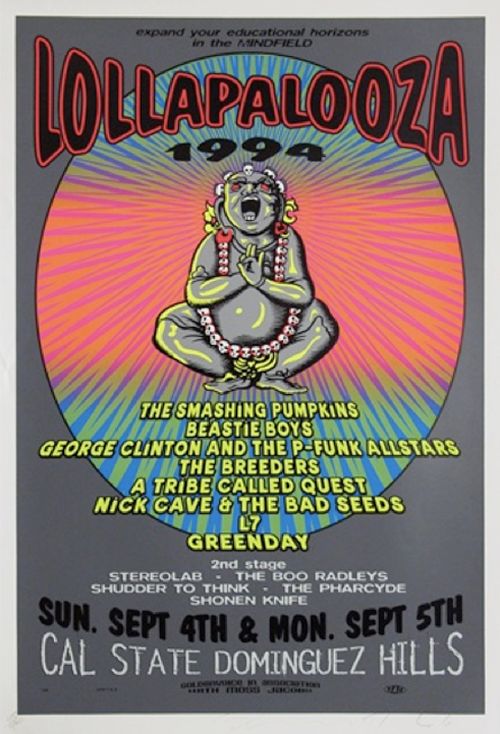 expand your educational horizons
in the MINDFIELD
LOLLAPALOOZA
1994
THE SMASHING PUMPKINS
BEASTIE BOYS
GEORGE CLINTON AND THE P-FUNK ALLSTARS
THE BREEDERS
A TRIBE CALLED QUEST
NICK CAVE & THE BAD SEEDS
L7
GREENDAY
2nd stage
STEREOLAB - THE BOO RADLEYS
SHUDDER TO THINK - THE PHARCYDE
SHONEN KNIFE
SUN. SEPT 4TH & MON. SEPT 5TH
CAL STATE DOMINGUEZ HILLS
GOLDENVOICE IN ASSOCIATION
WITH MOSS JACOBS